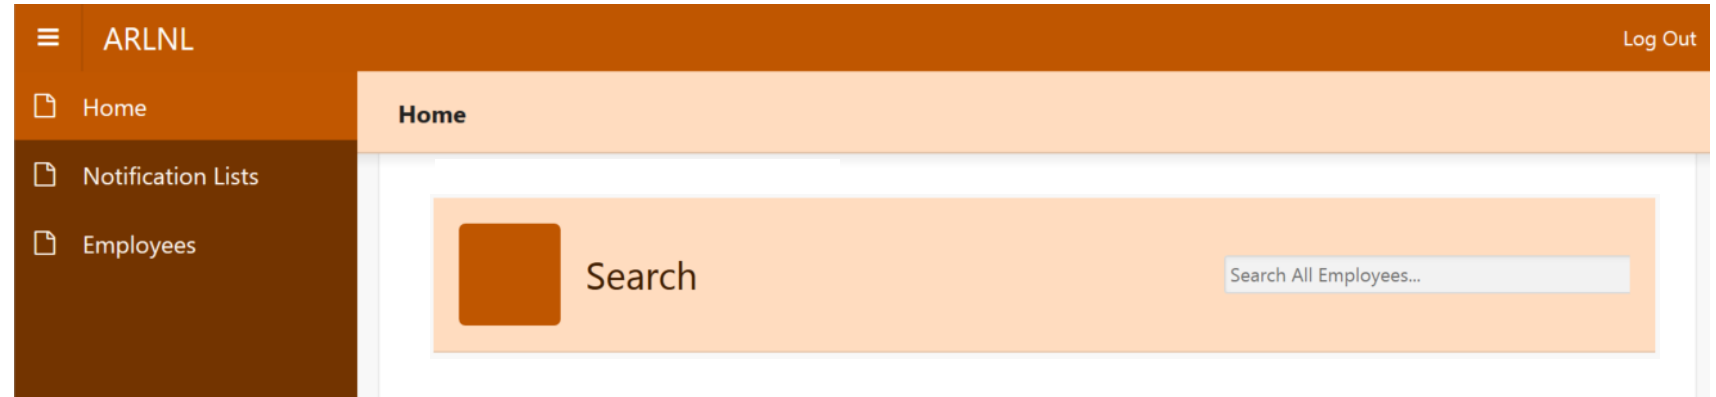 ARLNL
Log Out
Home
Notification Lists
Employees
Home
Search
Search All Employees...